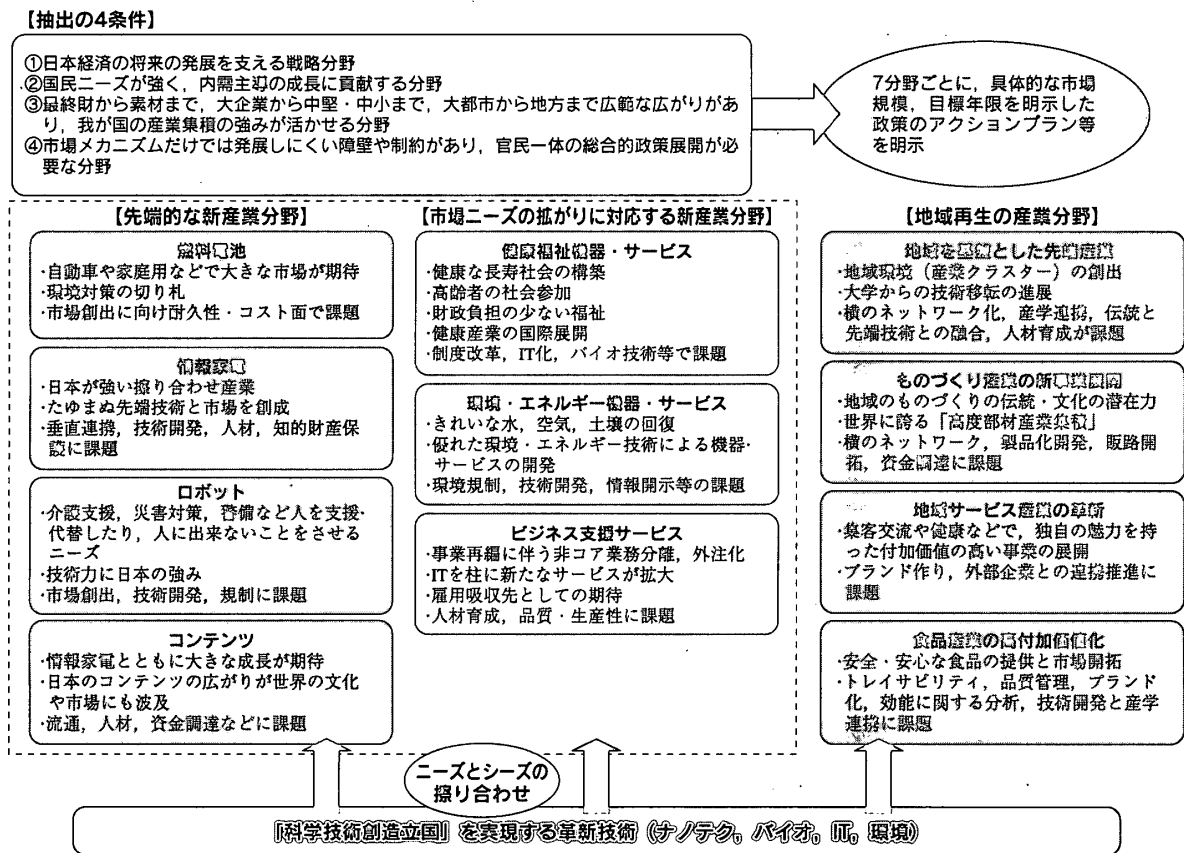 【抽出の4条件】
①日本経済の将来の発展を支える戦略分野
②国民ニーズが強く，内需主導の成長に貢献する分野
③最終財から素材まで，大企業から中堅・中小まで，大都市から地方まで広範な広がりがあ
り，我が国の産業集積の強みが活かせる分野
④市場メカニズムだけでは発展しにくい障壁や制約があり，官民一体の総合的政策展開が必
要な分野
7分野ごとに，具体的な市場
規模，目標年限を明示した
政策のアクションプラン等
を明示
【先端的な新産業分野】
燃料電池
・自動車や家庭用などで大きな市場が期待
・環境対策の切り札
・市場創出に向け耐久性・コスト面で課題
情報家電
・日本が強い擦り合わせ産業
・たゆまぬ先端技術と市場を創成
・垂直連携，技術開発，人材，知的財産保
護に課題
ロボット
・介護支援，災害対策，警備など人を支援・
代替したり，人に出来ないことをさせる
ニーズ
・技術力に日本の強み
・市場創出，技術開発，規制に課題
コンテンツ
・情報家電とともに大きな成長が期待
・日本のコンテンツの広がりが世界の文化
や市場にも波及
・流通，人材，資金調達などに課題
【市場ニーズの拡がりに対応する新産業分野】
健康福祉機器・サービス
・健康な長寿社会の構築
・高齢者の社会参加
・財政負担の少ない福祉
・健康産業の国際展開
・制度改革，IT化，バイオ技術等で課題
環境・エネルギー機器・サービス
・きれいな水，空気，土壌の回復
・優れた環境・エネルギー技術による機器・
サービスの開発
・環境規制，技術開発，情報開示等の課題
ビジネス支援サービス
・事業再編に伴う非コア業務分離，外注化
・ITを柱に新たなサービスが拡大
・雇用吸収先としての期待
・人材育成，品質・生産性に課題
【地域再生の産業分野】
地域を基盤とした先端産業
・地域環境（産業クラスター）の創出
・大学からの技術移転の進展
・横のネットワーク化，産学連携，伝統と
先端技術との融合，人材育成が課題
ものづくり産業の新事業展開
・地域のものづくりの伝統・文化の潜在力
・世界に誇る「高度部材産業集積」
・横のネットワーク，製品化開発，販路開
拓，資金調達に課題
地域サービス産業の革新
・集客交流や健康などで，独自の魅力を持
った付加価値の高い事業の展開
・ブランド作り，外部企業との連携推進に
課題
食品産業の高付加価値化
・安全・安心な食品の提供と市場開拓
・トレイサビリティ，品質管理，ブランド
化，効能に関する分析，技術開発と産学
連携に課題
ニーズとシーズの
擦り合わせ
「科学技術創造立国」を実現する革新技術（ナノテク，バイオ，IT，環境）